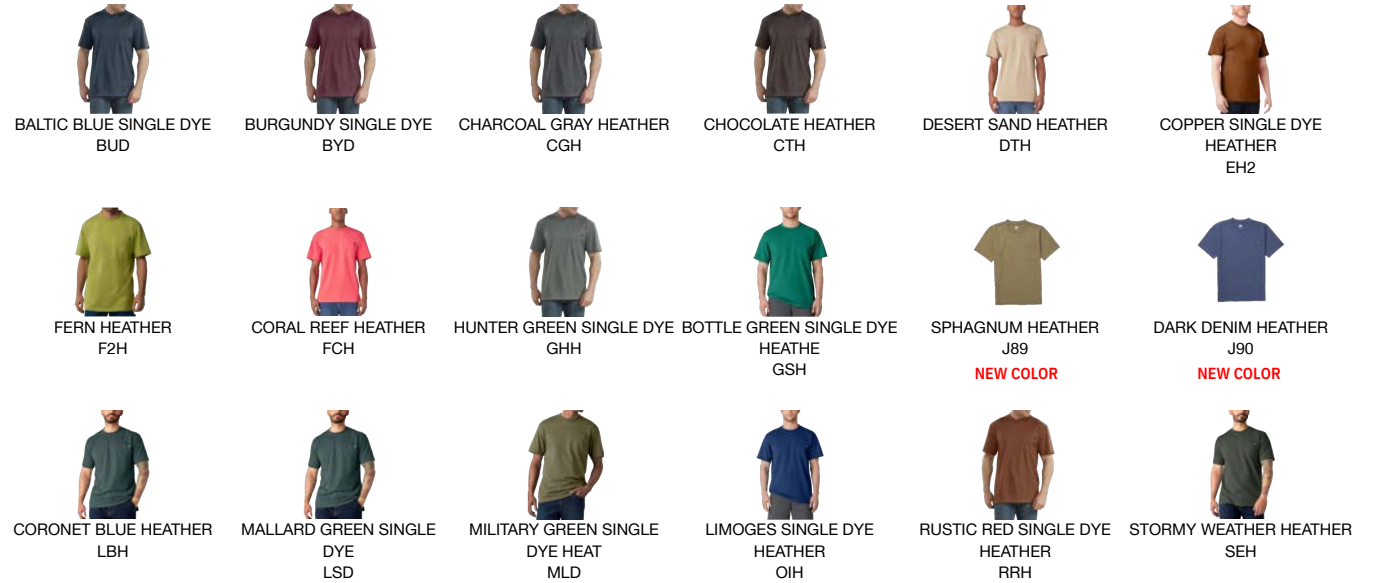 BALTIC BLUE SINGLE DYE
BUD
BURGUNDY SINGLE DYE
BYD
CHARCOAL GRAY HEATHER
CGH
CHOCOLATE HEATHER
CTH
DESERT SAND HEATHER
DTH
COPPER SINGLE DYE
HEATHER
EH2
FERN HEATHER
F2H
CORAL REEF HEATHER
FCH
HUNTER GREEN SINGLE DYE
GHH
BOTTLE GREEN SINGLE DYE
HEATHE
GSH
SPHAGNUM HEATHER
J89
NEW COLOR
DARK DENIM HEATHER
J90
NEW COLOR
CORONET BLUE HEATHER
LBH
MALLARD GREEN SINGLE
DYE
LSD
MILITARY GREEN SINGLE
DYE HEAT
MLD
LIMOGES SINGLE DYE
HEATHER
OIH
RUSTIC RED SINGLE DYE
HEATHER
RRH
STORMY WEATHER HEATHER
SEH